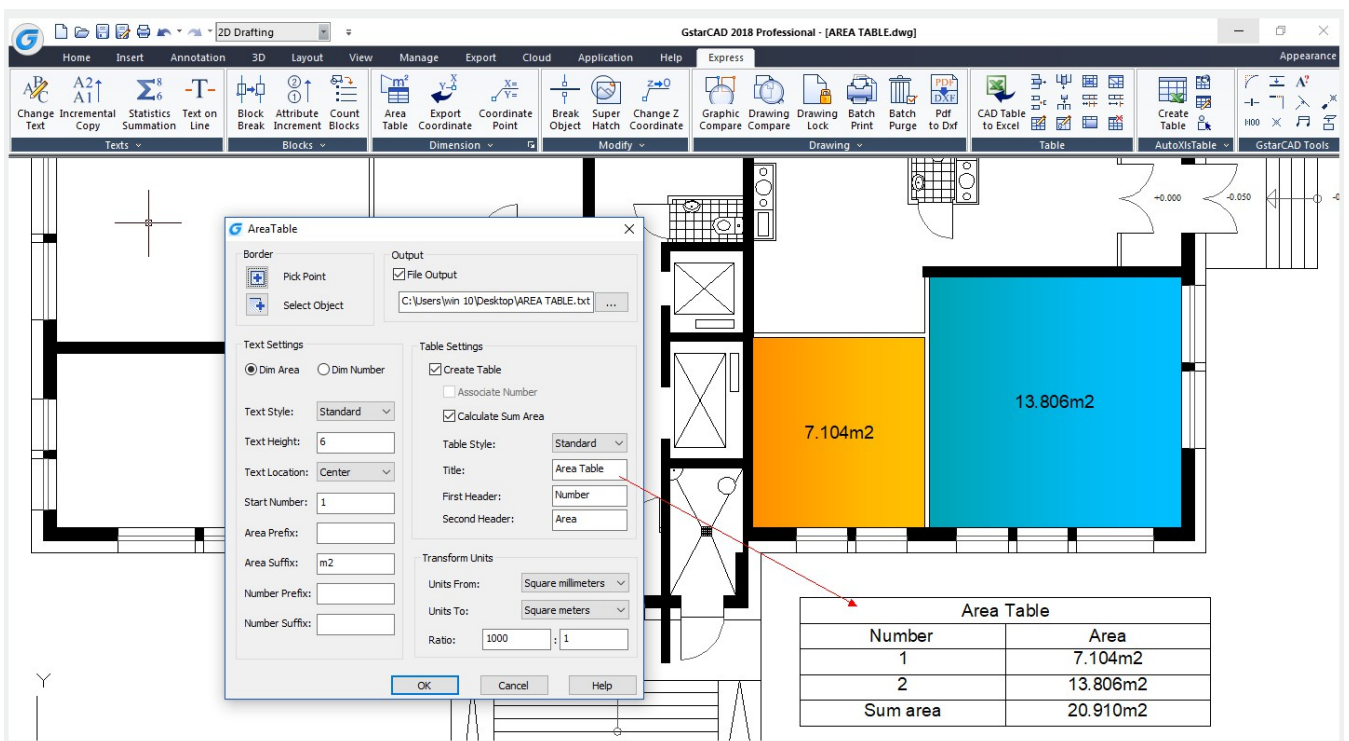 2D Drafting
GstarCAD 2018 Professional - [AREA TABLE.dwg]
Home Insert Annotation 3D Layout View Manage Export Cloud Application Help Express Appearance
Change Text
Incremental Copy
Statistics Summation
Text on Line
Block Break
Attribute Increment
Count Blocks
Area Table
Export Coordinate
Coordinate Point
Break Object
Super Hatch
Change Z Coordinate
Graphic Compare
Drawing Compare
Drawing Lock
Batch Print
Batch Purge
Pdf to Dxf
CAD Table to Excel
Create Table
Texts
Blocks
Dimension
Modify
Drawing
Table
AutoXlsTable
GstarCAD Tools
+0.000
-0.050
AreaTable
Border
Pick Point
Select Object
Output
File Output
C:\Users\win 10\Desktop\AREA TABLE.txt
...
Text Settings
Dim Area Dim Number
Text Style: Standard
Text Height: 6
Text Location: Center
Start Number: 1
Area Prefix:
Area Suffix: m2
Number Prefix:
Number Suffix:
Table Settings
Create Table
Associate Number
Calculate Sum Area
Table Style: Standard
Title: Area Table
First Header: Number
Second Header: Area
Transform Units
Units From: Square millimeters
Units To: Square meters
Ratio: 1000 : 1
OK Cancel Help
7.104m2
13.806m2
Area Table
Number Area
1 7.104m2
2 13.806m2
Sum area 20.910m2
Y